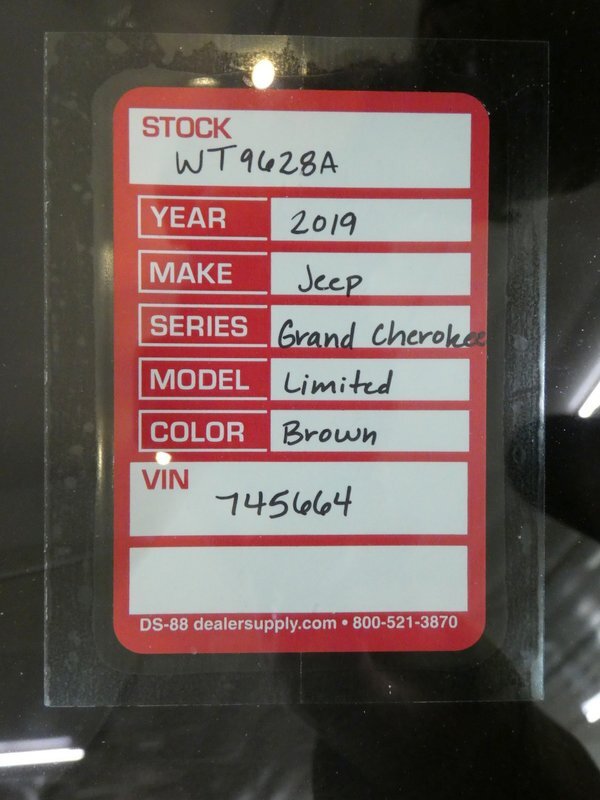 STOCK
WT9628A
YEAR 2019
MAKE Jeep
SERIES Grand Cherokee
MODEL Limited
COLOR Brown
VIN
745664
DS-88 dealersupply.com • 800-521-3870